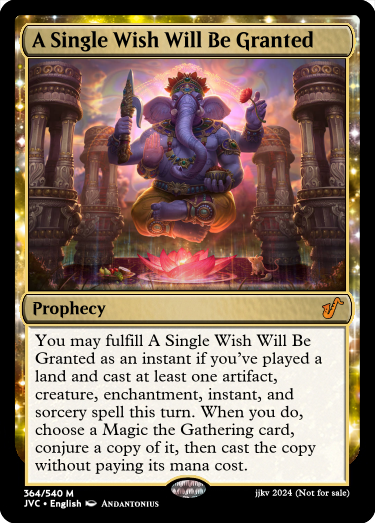 A Single Wish Will Be Granted
Prophecy
You may fulfill A Single Wish Will Be
Granted as an instant if you've played a
land and cast at least one artifact,
creature, enchantment, instant, and
sorcery spell this turn. When you do,
choose a Magic the Gathering card,
conjure a copy of it, then cast the copy
without paying its mana cost.
364/540 M
jjkv 2024 (Not for sale)
JVC • English Andantonius